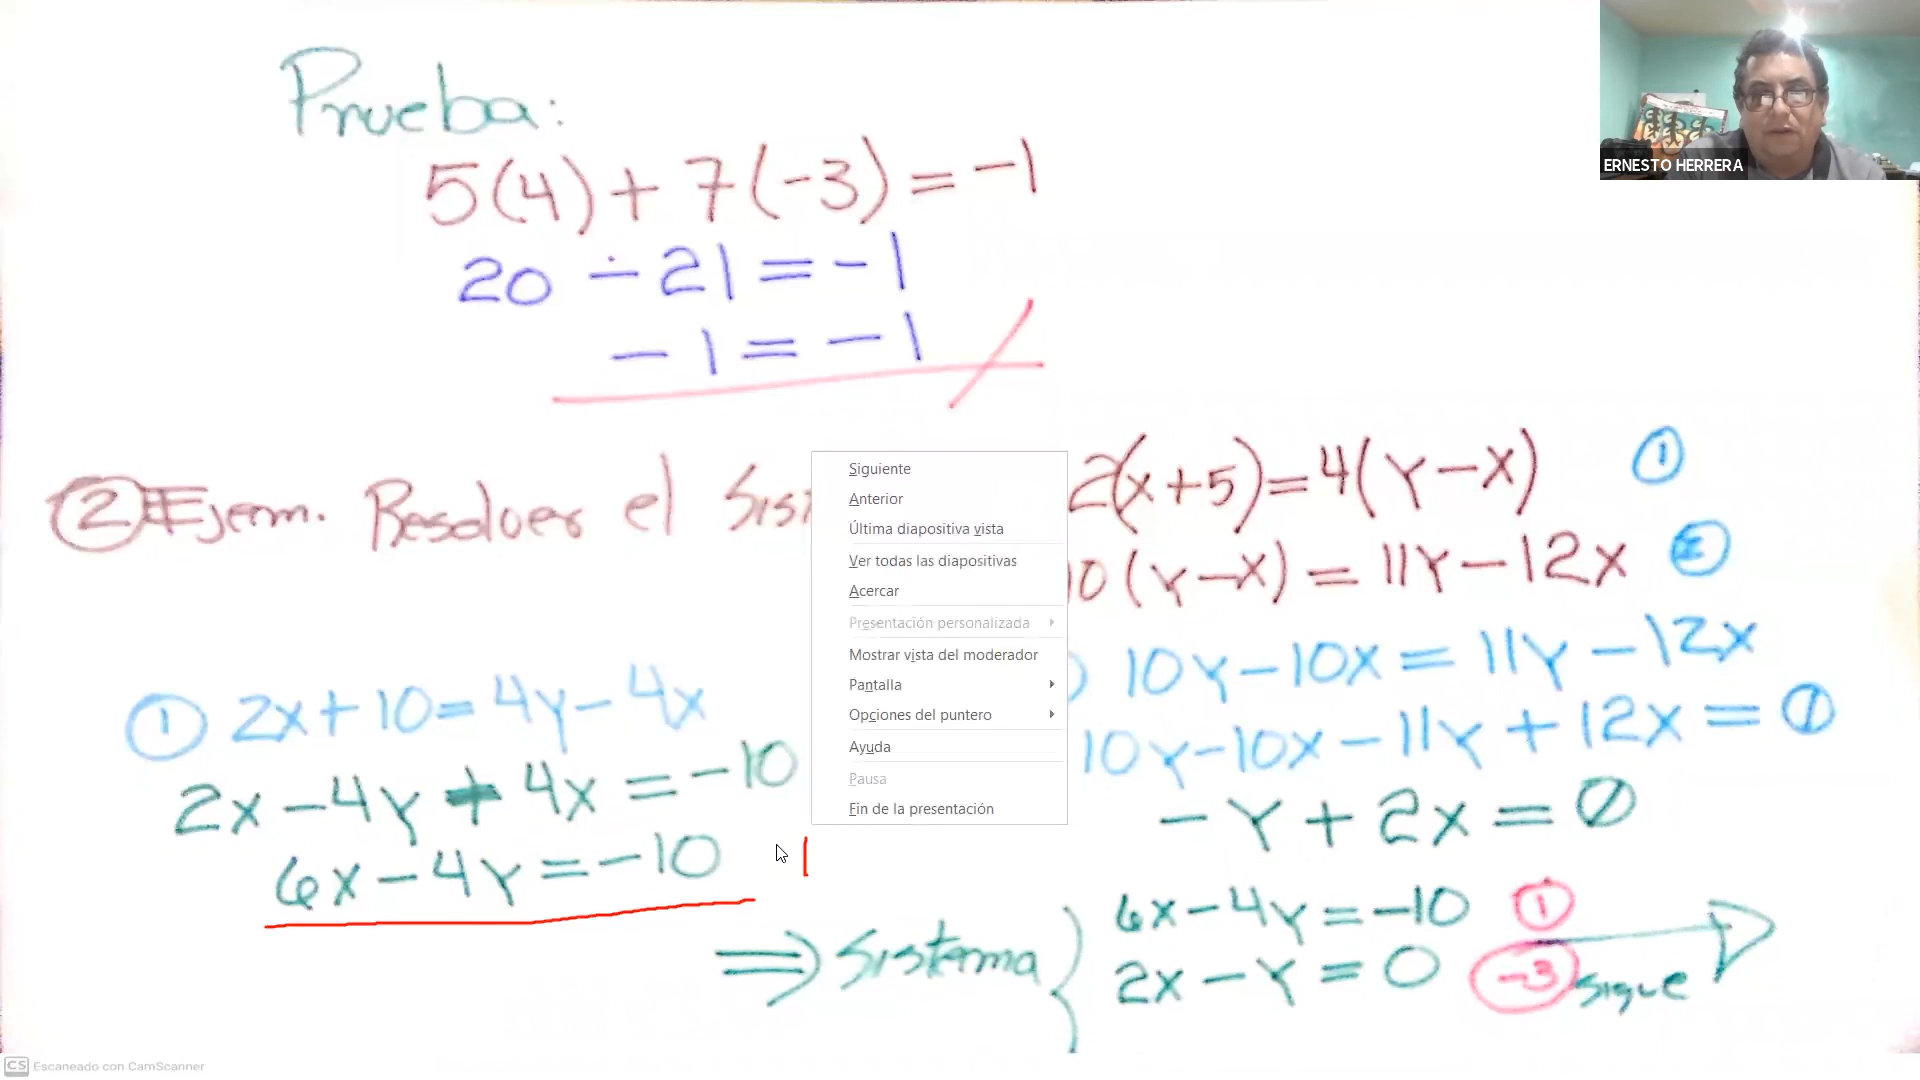 Prueba:
5(4) + 7(-3) = -1
20 - 21 = -1
-1 = -1
ERNESTO HERRERA
② Ejem. Resolver el Sis
2(x+5) = 4(Y-X) ①
10(Y-X) = 11Y-12X ②
① 2x+10 = 4y-4x
2x-4Y+4x = -10
6x-4Y = -10
Siguiente
Anterior
Última diapositiva vista
Ver todas las diapositivas
Acercar
Presentación personalizada
Mostrar vista del moderador
Pantalla
Opciones del puntero
Ayuda
Pausa
Fin de la presentación
) 10Y-10X = 11Y-12X
10Y-10X-11Y+12X = 0
-Y+2X = 0
⇒ Sistema
6x-4Y = -10 ①
2x-Y = 0 -3 Sigue
CS Escaneado con CamScanner